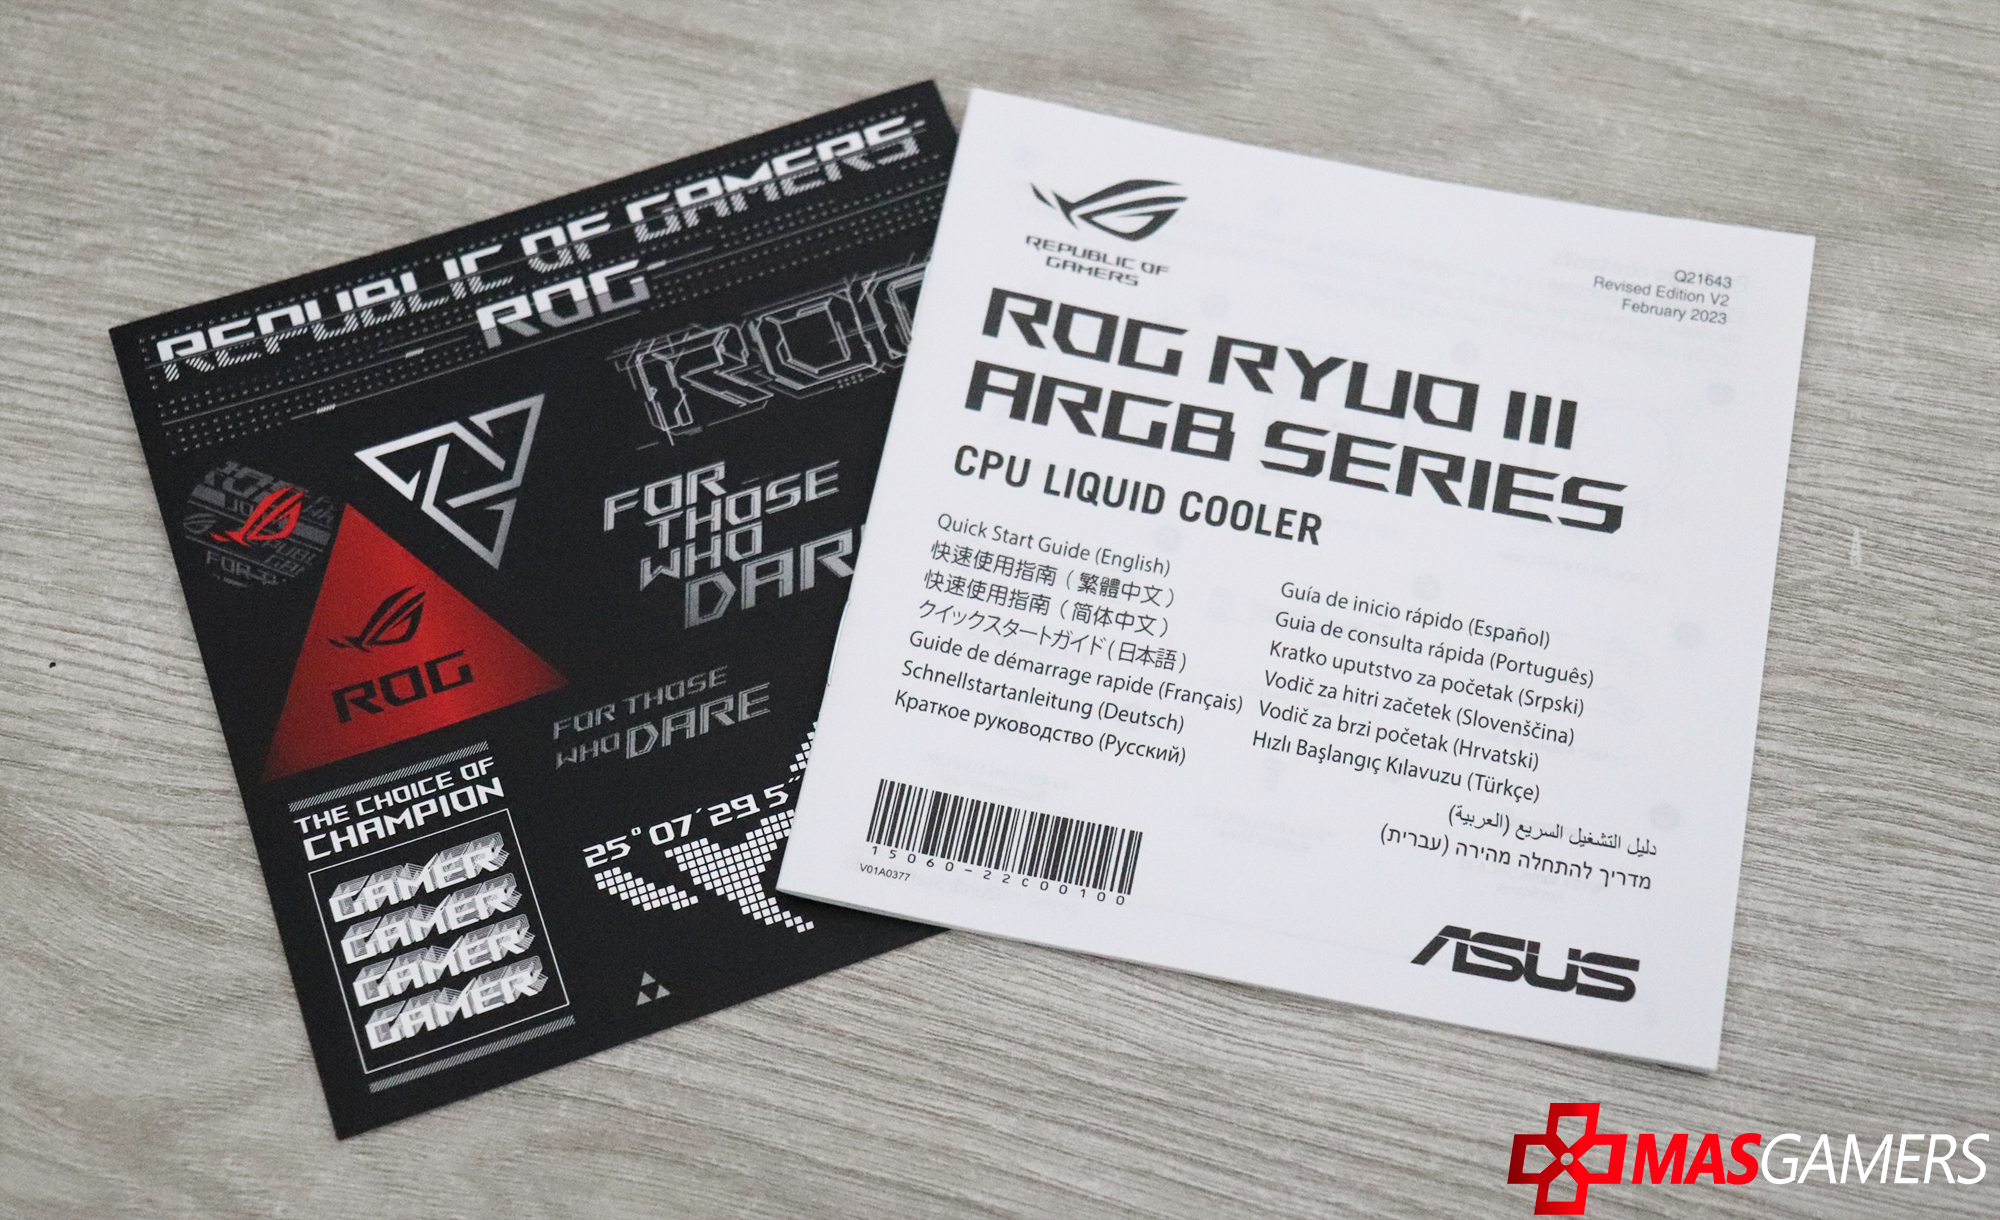 REPUBLIC OF GAMERS
ROG
ROG
FOR THOSE WHO DARE
ROG
FOR THOSE
WHO DARE
THE CHOICE OF
CHAMPION
GAMER
GAMER
GAMER
GAMER
25° 07′ 29 5″
REPUBLIC OF
GAMERS
Q21643
Revised Edition V2
February 2023
ROG RYUO III
ARGB SERIES
CPU LIQUID COOLER
Quick Start Guide (English)
快速使用指南 ( 繁體中文 )
快速使用指南 ( 简体中文 )
クイックスタートガイド ( 日本語 )
Guide de démarrage rapide (Français)
Schnellstartanleitung (Deutsch)
Краткое руководство (Русский)
Guía de inicio rápido (Español)
Guia de consulta rápida (Português)
Kratko uputstvo za početak (Srpski)
Vodič za hitri začetek (Slovenščina)
Vodič za brzi početak (Hrvatski)
Hızlı Başlangıç Kılavuzu (Türkçe)
دليل التشغيل السريع (العربية)
מדריך להתחלה מהירה (עברית)
15060-22C00100
V01A0377
ASUS
MASGAMERS